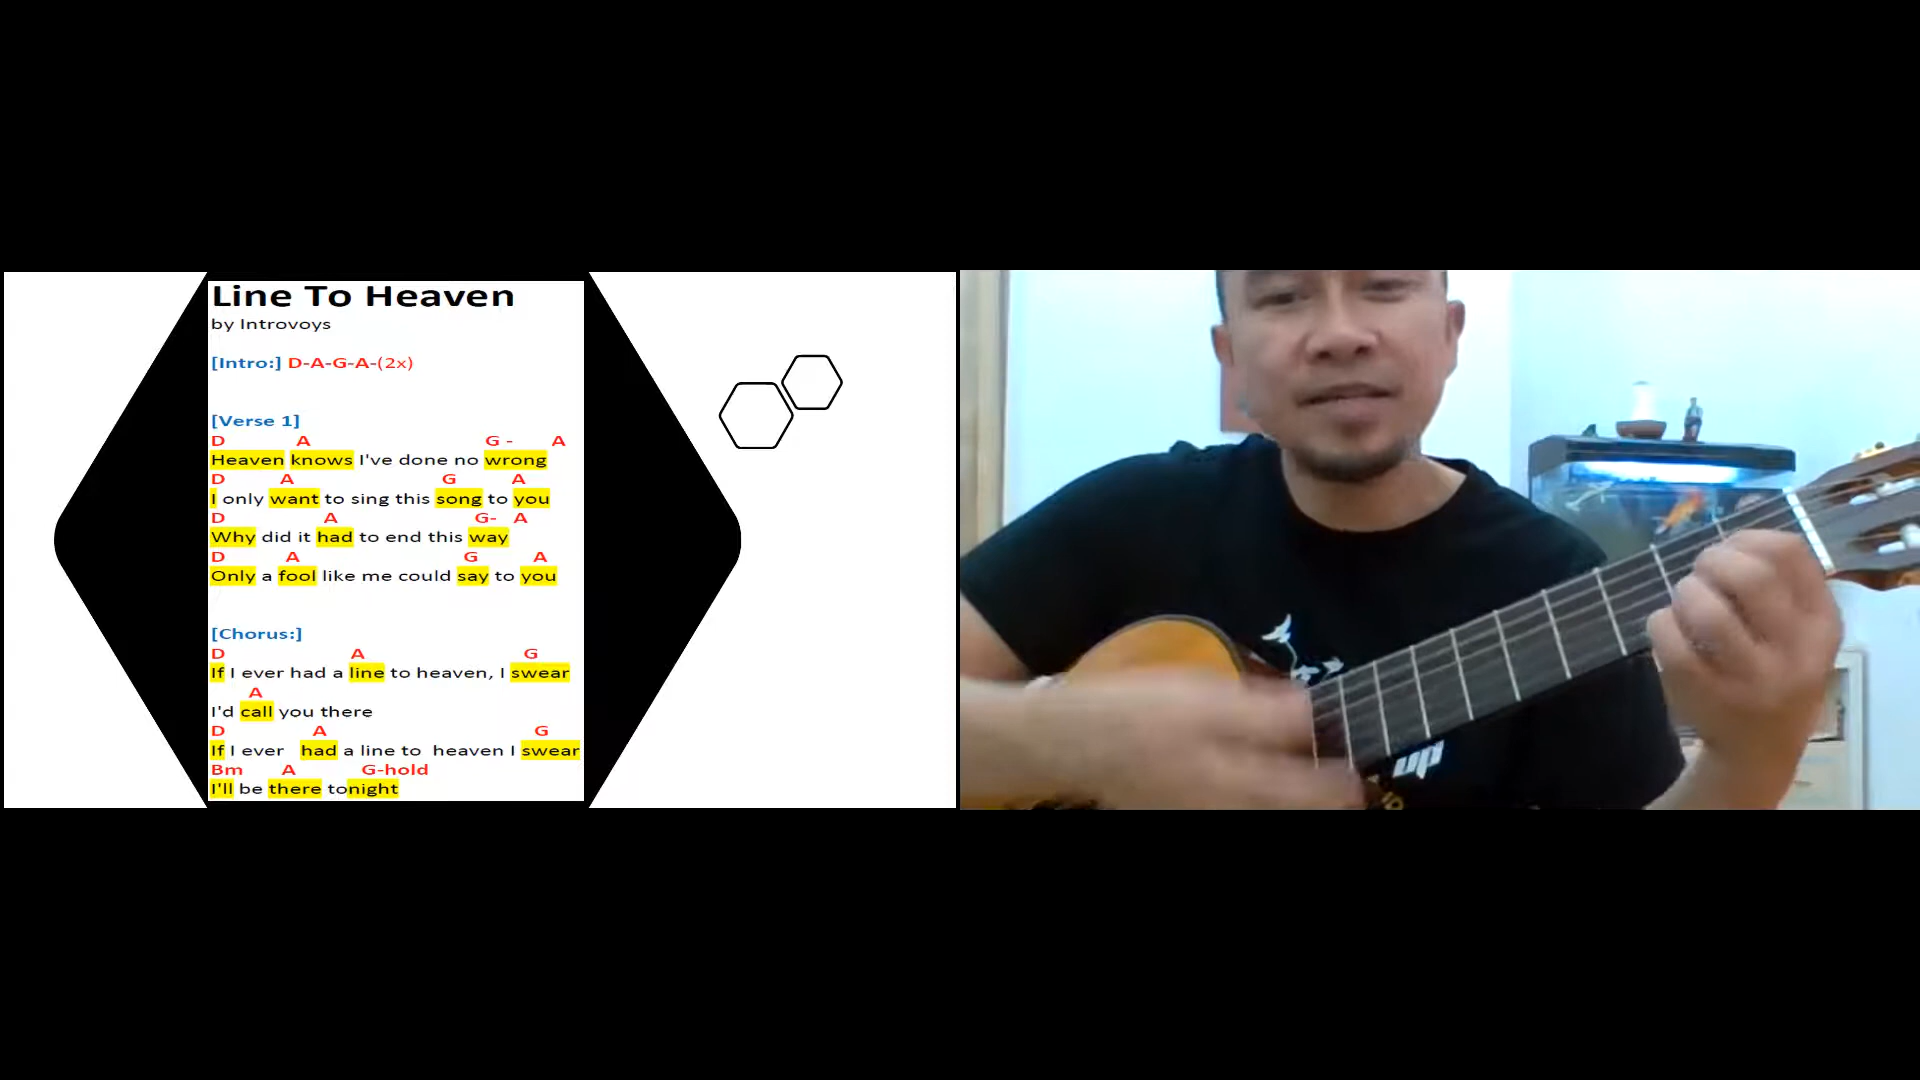 Line To Heaven
by Introvoys
[Intro:] D-A-G-A-(2x)
[Verse 1]
D A G - A
Heaven knows I've done no wrong
D A G A
I only want to sing this song to you
D A G- A
Why did it had to end this way
D A G A
Only a fool like me could say to you
[Chorus:]
D A G
If I ever had a line to heaven, I swear
A
I'd call you there
D A G
If I ever had a line to heaven I swear
Bm A G-hold
I'll be there tonight
up